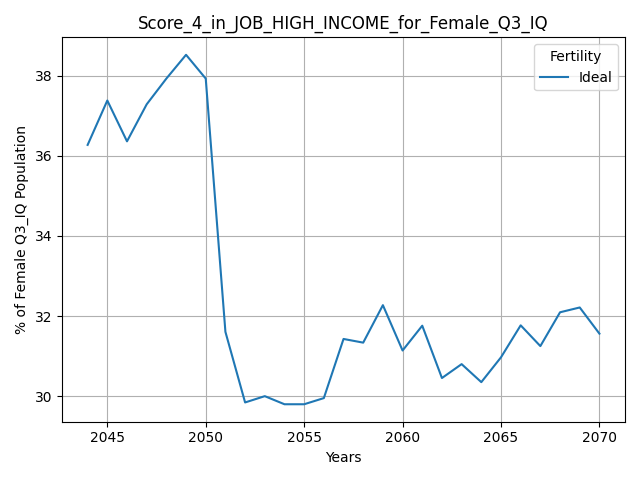 Score_4_in_JOB_HIGH_INCOME_for_Female_Q3_IQ
Fertility
Ideal
% of Female Q3_IQ Population
38
36
34
32
30
2045 2050 2055 2060 2065 2070
Years